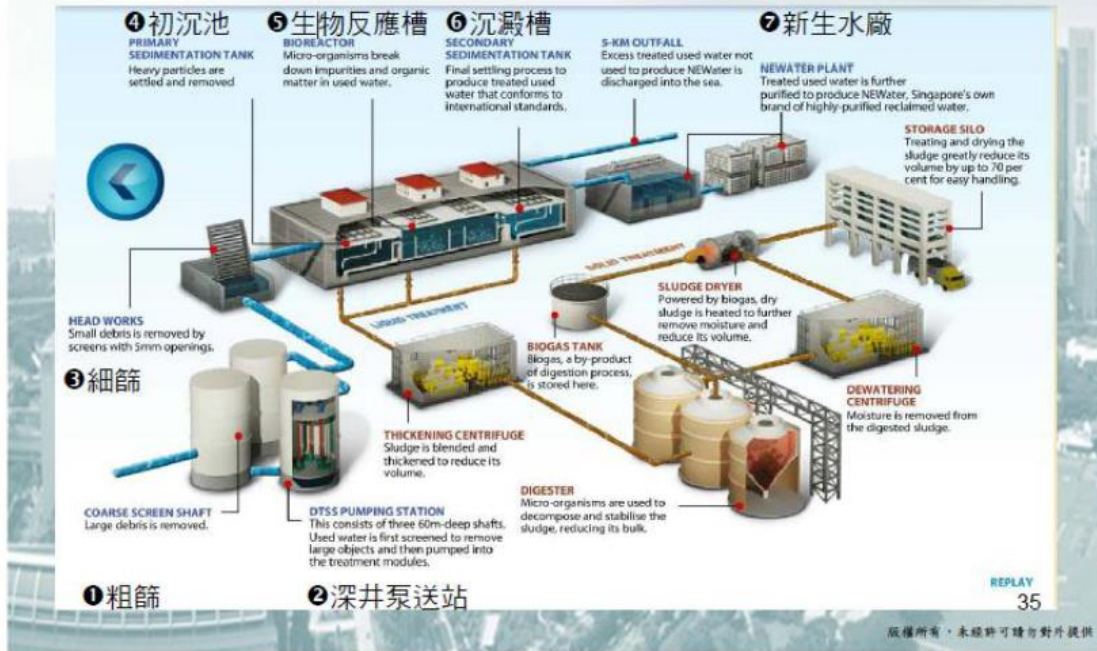 ❹初沉池
PRIMARY
SEDIMENTATION TANK
Heavy particles are
settled and removed
❺生物反應槽
BIOREACTOR
Micro-organisms break
down impurities and organic
matter in used water.
❻沉澱槽
SECONDARY
SEDIMENTATION TANK
Final settling process to
produce treated used
water that conforms to
international standards.
5-KM OUTFALL
Excess treated used water not
used to produce NEWater is
discharged into the sea.
❼新生水廠
NEWATER PLANT
Treated used water is further
purified to produce NEWater, Singapore's own
brand of highly-purified reclaimed water.
STORAGE SILO
Treating and drying the
sludge greatly reduce its
volume by up to 70 per
cent for easy handling.
HEAD WORKS
Small debris is removed by
screens with 5mm openings.
❸細篩
LIQUID TREATMENT
SOLID TREATMENT
BIOGAS TANK
Biogas, a by-product
of digestion process,
is stored here.
SLUDGE DRYER
Powered by biogas, dry
sludge is heated to further
remove moisture and
reduce its volume.
DEWATERING
CENTRIFUGE
Moisture is removed from
the digested sludge.
THICKENING CENTRIFUGE
Sludge is blended and
thickened to reduce its
volume.
DIGESTER
Micro-organisms are used to
decompose and stabilise the
sludge, reducing its bulk.
COARSE SCREEN SHAFT
Large debris is removed.
DTSS PUMPING STATION
This consists of three 60m-deep shafts.
Used water is first screened to remove
large objects and then pumped into
the treatment modules.
❶粗篩
❷深井泵送站
REPLAY
35
版權所有，未經許可請勿對外提供